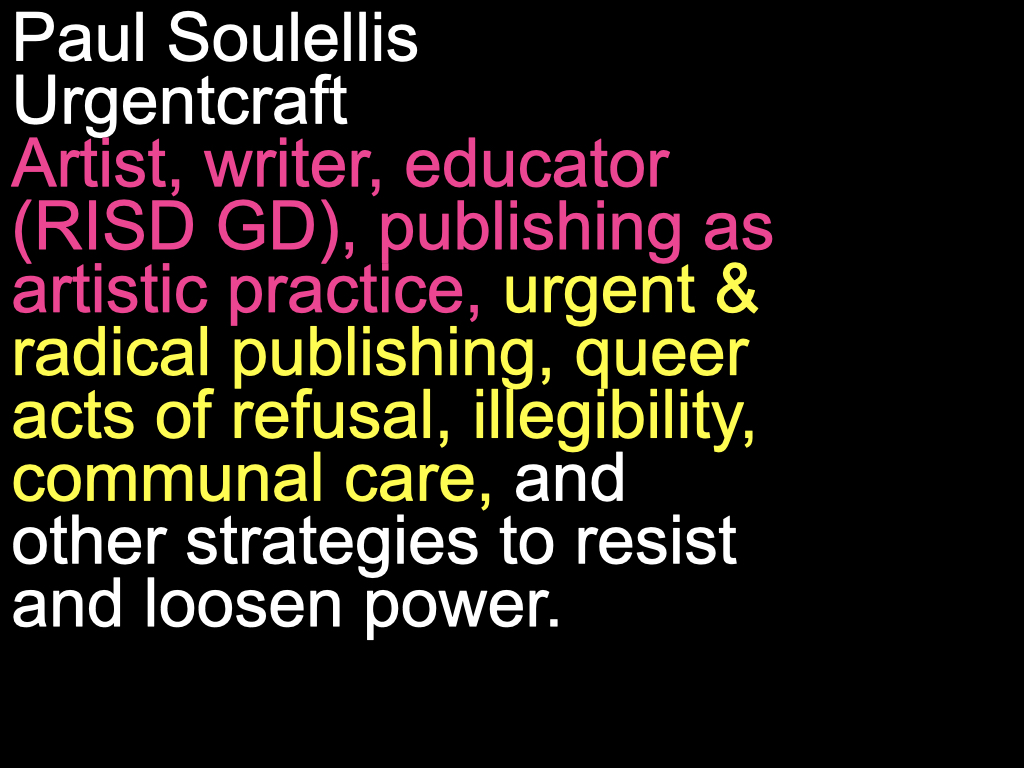 Paul Soulellis
Urgentcraft
Artist, writer, educator
(RISD GD), publishing as
artistic practice, urgent &
radical publishing, queer
acts of refusal, illegibility,
communal care, and
other strategies to resist
and loosen power.